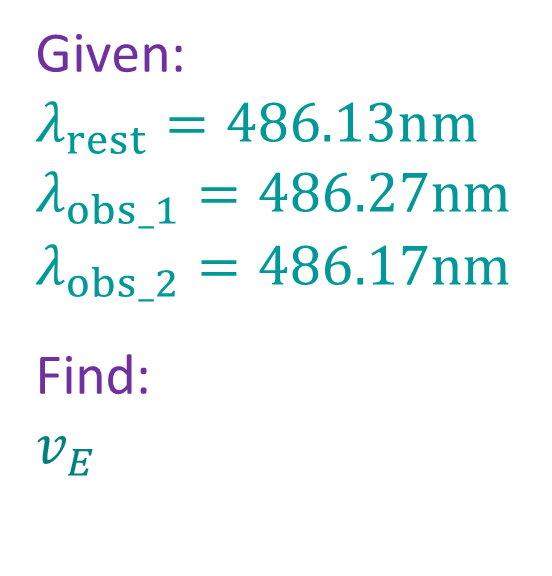 Given:
λrest = 486.13nm
λobs_1 = 486.27nm
λobs_2 = 486.17nm
Find:
vE